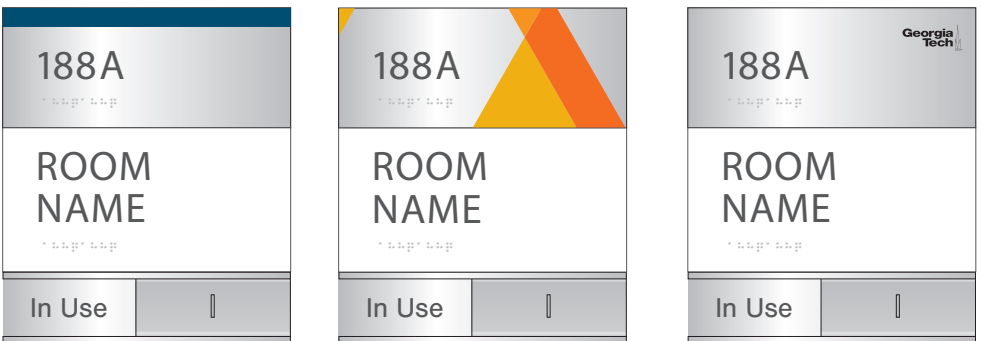 188A
ROOM
NAME
In Use
188A
ROOM
NAME
In Use
Georgia
Tech
188A
ROOM
NAME
In Use